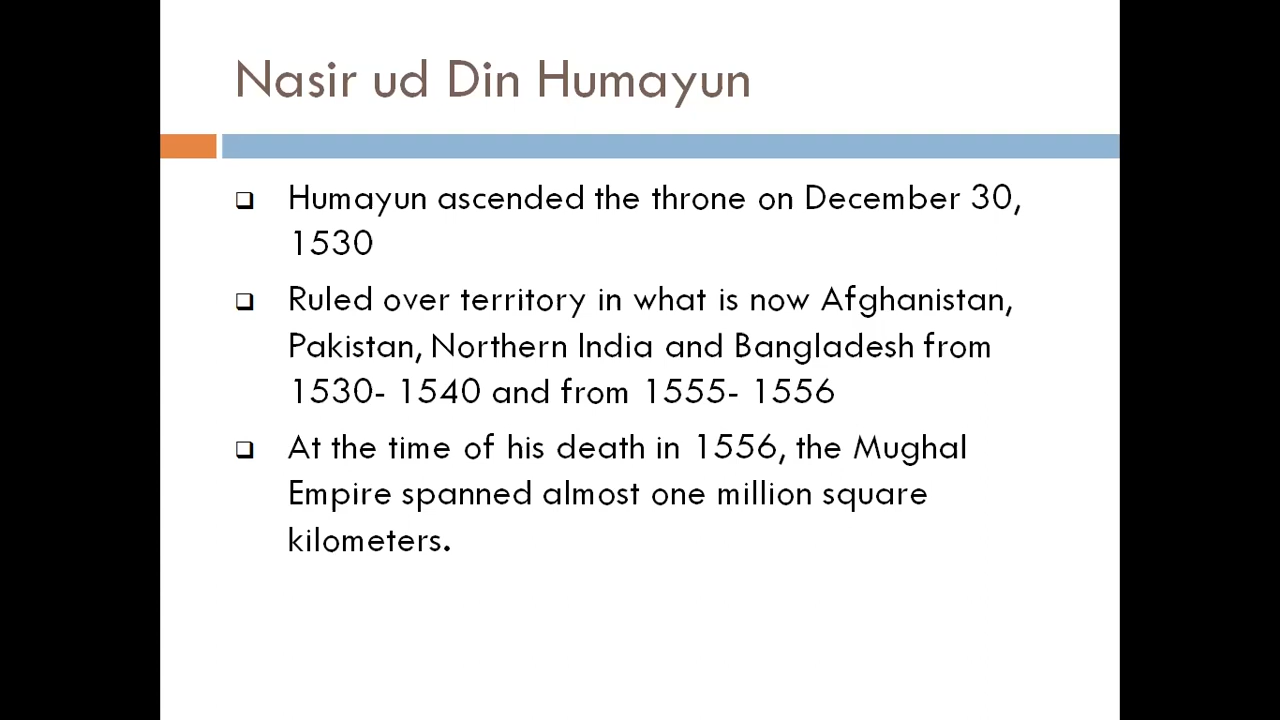 Nasir ud Din Humayun
Humayun ascended the throne on December 30,
1530
Ruled over territory in what is now Afghanistan,
Pakistan, Northern India and Bangladesh from
1530- 1540 and from 1555- 1556
At the time of his death in 1556, the Mughal
Empire spanned almost one million square
kilometers.